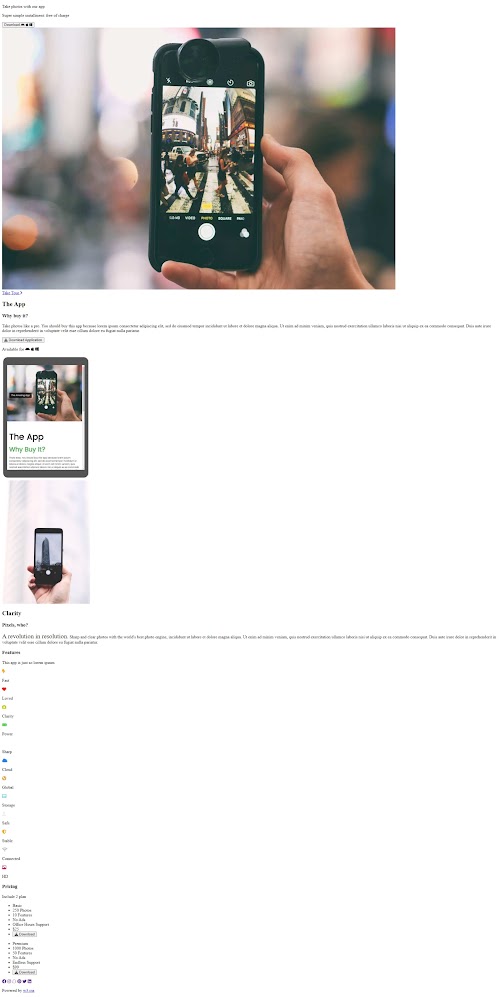 Take photos with our app
Super simple installment. free of charge
Download
VIDEO PHOTO SQUARE
Take Tour
The App
Why buy it?
Take photos like a pro. You should buy this app because lorem ipsum consectetur adipiscing elit, sed do eiusmod tempor incididunt ut labore et dolore magna aliqua. Ut enim ad minim veniam, quis nostrud exercitation ullamco laboris nisi ut aliquip ex ea commodo consequat. Duis aute irure
dolor in reprehenderit in voluptate velit esse cillum dolore eu fugiat nulla pariatur.
Download Application
Available for
The App
Why Buy It?
Clarity
Pixels, who?
A revolution in resolution. Sharp and clear photos with the world's best photo engine, incididunt ut labore et dolore magna aliqua. Ut enim ad minim veniam, quis nostrud exercitation ullamco laboris nisi ut aliquip ex ea commodo consequat. Duis aute irure dolor in reprehenderit in
voluptate velit esse cillum dolore eu fugiat nulla pariatur.
Features
This app is just so lorem ipsum
Fast
Loved
Clarity
Power
Sharp
Cloud
Global
Storage
Safe
Stable
Connected
HD
Pricing
Include 2 plan
Basic
250 Photos
10 Features
No Ads
Office Hours Support
$25
Download
Premium
1000 Photos
50 Features
No Ads
Endless Support
$99
Download
Powered by w3.css